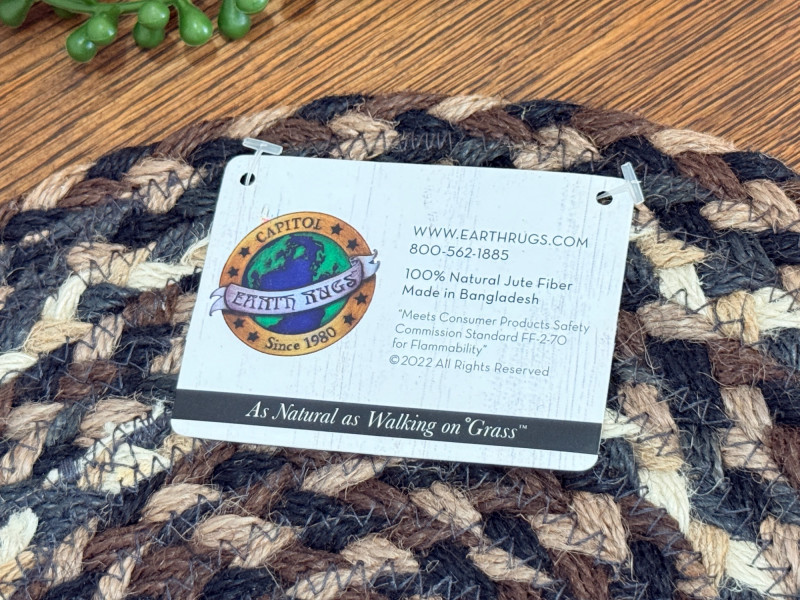 CAPITOL
EARTH RUGS
Since 1980
WWW.EARTHRUGS.COM
800-562-1885
100% Natural Jute Fiber
Made in Bangladesh
"Meets Consumer Products Safety
Commission Standard FF-2-70
for Flammability"
©2022 All Rights Reserved
As Natural as Walking on Grass™